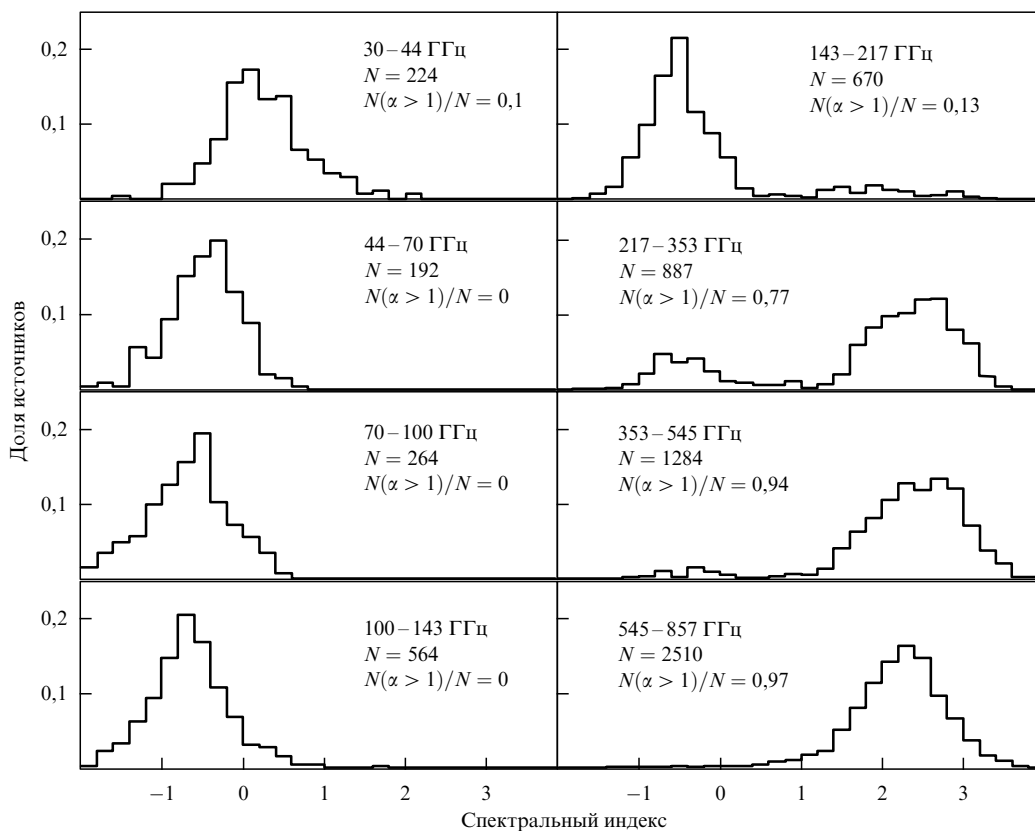 Доля источников
0,2
0,1
30–44 ГГц
N = 224
N(α > 1)/N = 0,1
143–217 ГГц
N = 670
N(α > 1)/N = 0,13
0,2
0,1
44–70 ГГц
N = 192
N(α > 1)/N = 0
217–353 ГГц
N = 887
N(α > 1)/N = 0,77
0,2
0,1
70–100 ГГц
N = 264
N(α > 1)/N = 0
353–545 ГГц
N = 1284
N(α > 1)/N = 0,94
0,2
0,1
100–143 ГГц
N = 564
N(α > 1)/N = 0
545–857 ГГц
N = 2510
N(α > 1)/N = 0,97
−1 0 1 2 3 −1 0 1 2 3
Спектральный индекс